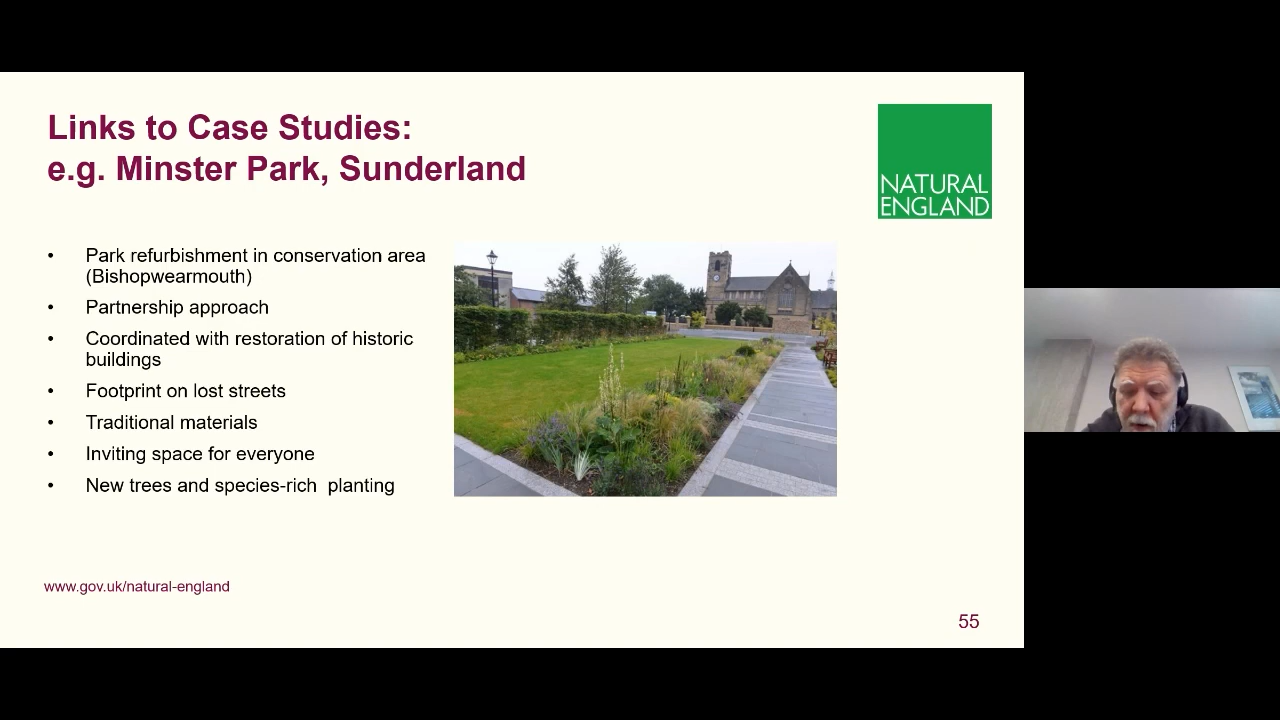 Links to Case Studies:
e.g. Minster Park, Sunderland
NATURAL
ENGLAND
• Park refurbishment in conservation area
(Bishopwearmouth)
• Partnership approach
• Coordinated with restoration of historic
buildings
• Footprint on lost streets
• Traditional materials
• Inviting space for everyone
• New trees and species-rich  planting
www.gov.uk/natural-england
55